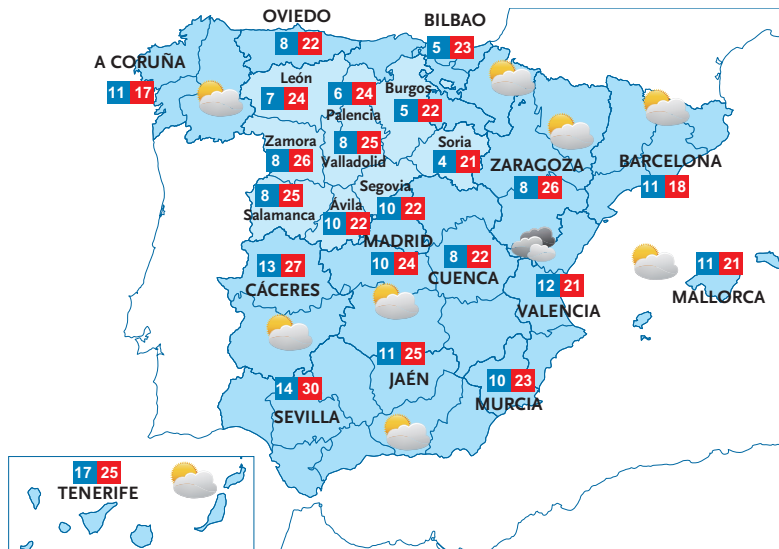 OVIEDO
8 22
BILBAO
5 23
A CORUÑA
11 17
León
7 24
6 24
Palencia
Burgos
5 22
Zamora
8 26
8 25
Valladolid
Soria
4 21
ZARAGOZA
8 26
BARCELONA
11 18
8 25
Salamanca
Ávila
10 22
Segovia
10 22
MADRID
10 24
8 22
CUENCA
13 27
CÁCERES
12 21
VALENCIA
11 21
MALLORCA
11 25
JAÉN
10 23
MURCIA
14 30
SEVILLA
17 25
TENERIFE